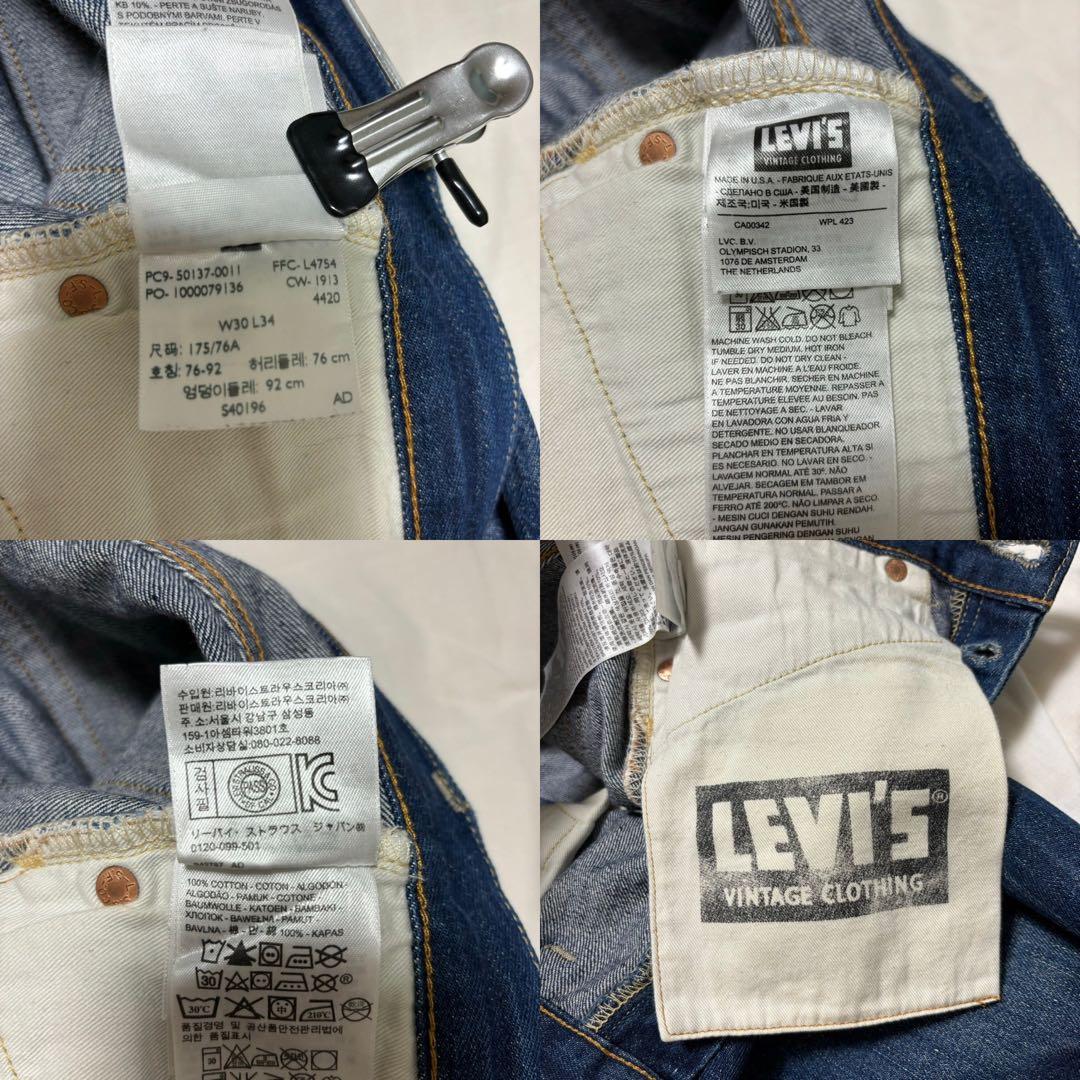 KB 10%. - PERTE A SUŠTE NARUBY
S PODOBNÝMI BARVAMI. PERTE V
PC9- 50137-0011
PO- 1000079136
FFC- L4754
CW- 1913
4420
W30 L34
尺码: 175/76A
호칭: 76-92
허리둘레: 76 cm
엉덩이둘레: 92 cm
S40196
AD
LEVI'S
VINTAGE CLOTHING
MADE IN U.S.A. - FABRIQUE AUX ETATS-UNIS
- СДЕЛАНО В США - 美国制造 - 美國製 -
제조국:미국 - 米国製
CA00342
WPL 423
LVC. B.V.
OLYMPISCH STADION, 33
1076 DE AMSTERDAM
THE NETHERLANDS
MACHINE WASH COLD. DO NOT BLEACH
TUMBLE DRY MEDIUM. HOT IRON
IF NEEDED. DO NOT DRY CLEAN -
LAVER EN MACHINE A L'EAU FROIDE.
NE PAS BLANCHIR. SECHER EN MACHINE
A TEMPERATURE MOYENNE. REPASSER A
TEMPERATURE ELEVEE AU BESOIN. PAS
DE NETTOYAGE A SEC. - LAVAR
EN LAVADORA CON AGUA FRIA Y
DETERGENTE. NO USAR BLANQUEADOR.
SECADO MEDIO EN SECADORA.
PLANCHAR EN TEMPERATURA ALTA SI
ES NECESARIO. NO LAVAR EN SECO. -
LAVAGEM NORMAL ATÉ 30º. NÃO
ALVEJAR. SECAGEM EM TAMBOR EM
TEMPERATURA NORMAL. PASSAR A
FERRO ATÉ 200ºC. NÃO LIMPAR A SECO.
- MESIN CUCI DENGAN SUHU RENDAH.
JANGAN GUNAKAN PEMUTIH.
MESIN PENGERING DENGAN SUHU
수입원:리바이스트라우스코리아㈜
판매원:리바이스트라우스코리아㈜
주.소:서울시 강남구 삼성동
159-1아셈타워3801호
소비자상담실:080-022-8088
검사필
PASS
リーバイ・ストラウス ジャパン㈱
0120-099-501
100% COTTON - COTON - ALGODÓN -
ALGODÃO - PAMUK - COTONE /
BAUMWOLLE - KATOEN - BAMBAKI -
ХЛОПОК - BAWEŁNA - PAMUT -
BAVLNA - 棉 - 면 - 綿 100% - KAPAS
30
30°C
中
210℃
품질경영 및 공산품안전관리법에
의한 품질표시
30
LEVI'S®
VINTAGE CLOTHING